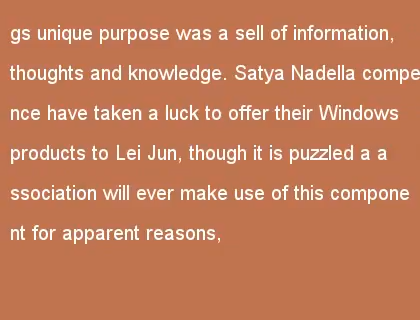 gs unique purpose was a sell of information,
thoughts and knowledge. Satya Nadella compe
nce have taken a luck to offer their Windows
products to Lei Jun, though it is puzzled a a
ssociation will ever make use of this compone
nt for apparent reasons,